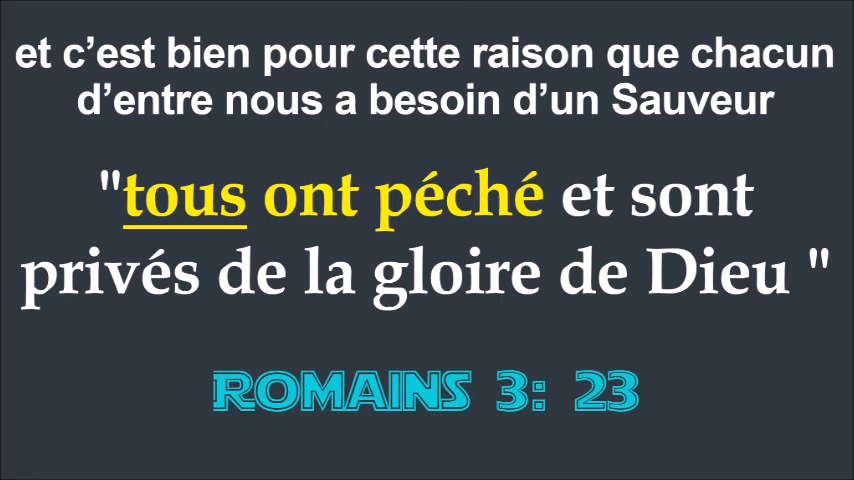 et c’est bien pour cette raison que chacun
d’entre nous a besoin d’un Sauveur
"tous ont péché et sont
privés de la gloire de Dieu "
ROMAINS 3: 23